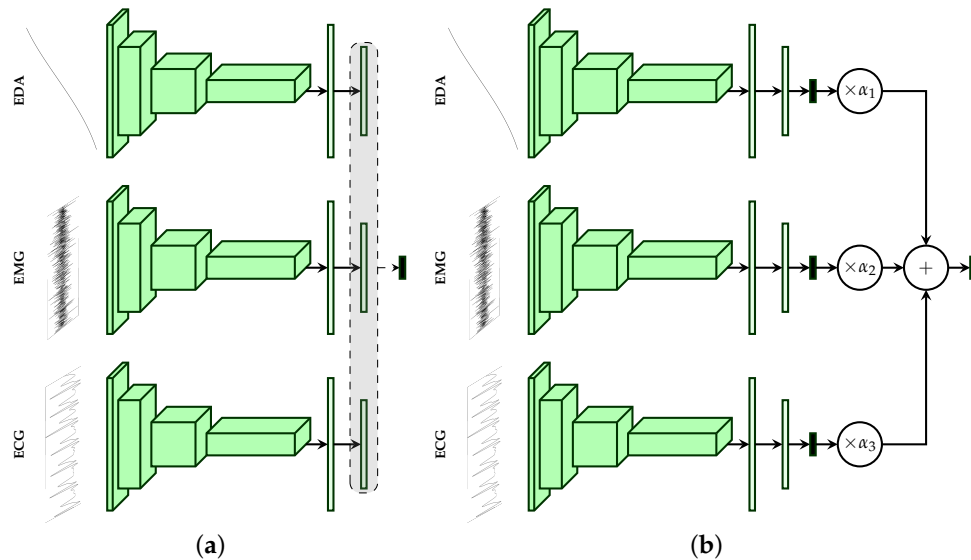 EDA
EMG
ECG
(a)
EDA
EMG
ECG
×α₁
×α₂
×α₃
+
(b)